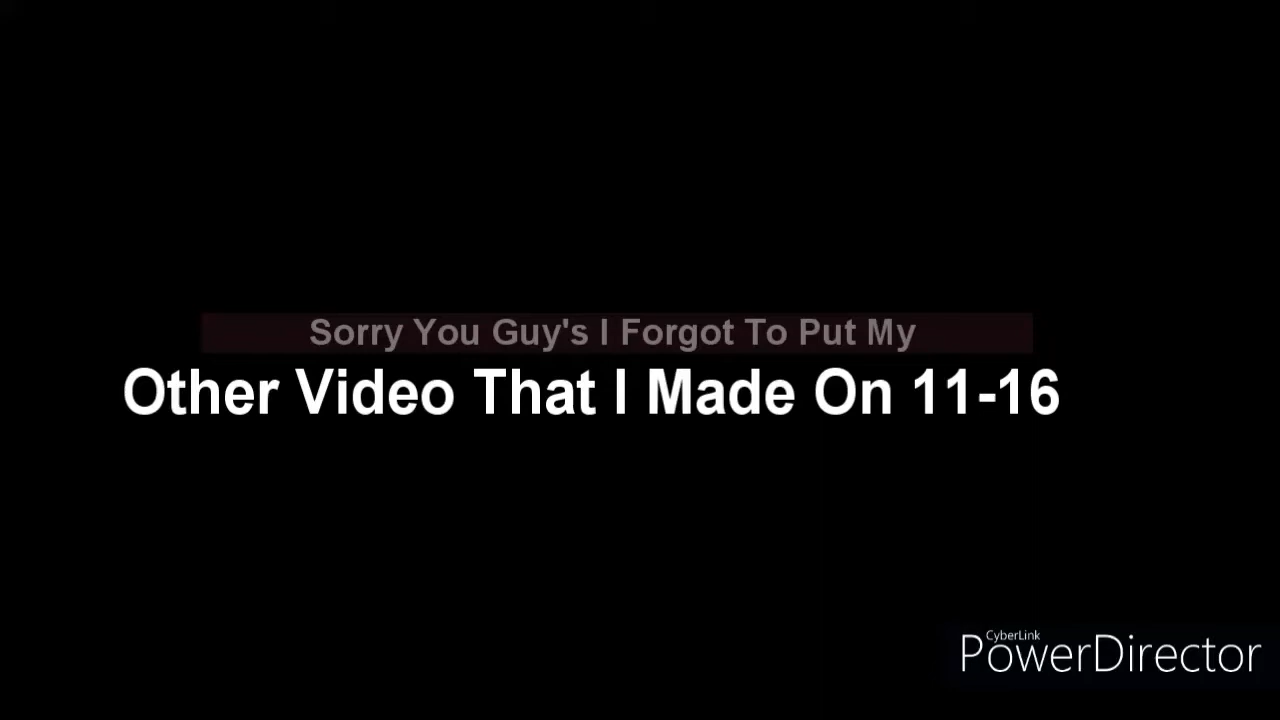 Sorry You Guy's I Forgot To Put My
Other Video That I Made On 11-16
CyberLink
PowerDirector